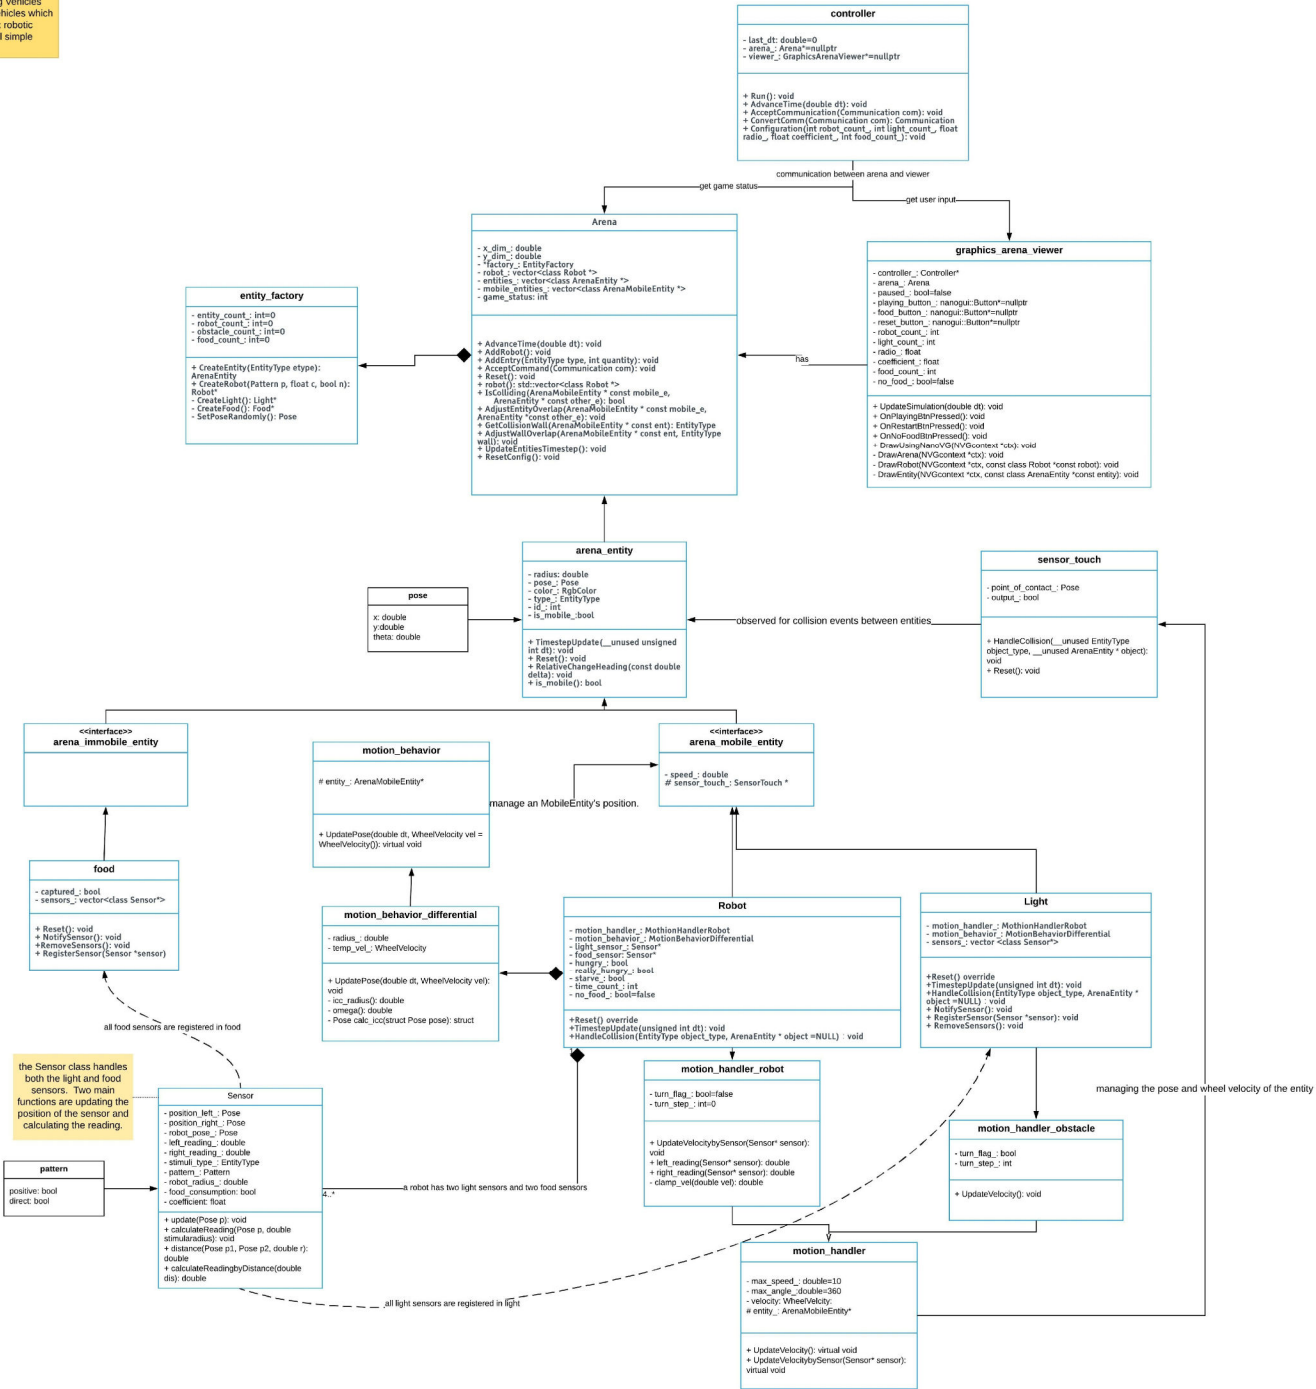 g vehicles
ehicles which
t robotic
l simple
controller
- last_dt: double=0
- arena_: Arena*=nullptr
- viewer_: GraphicsArenaViewer*=nullptr
+ Run(): void
+ AdvanceTime(double dt): void
+ AcceptCommunication(Communication com): void
+ ConvertComm(Communication com): Communication
+ Configuration(int robot_count_, int light_count_, float
radio_, float coefficient_, int food_count_): void
communication between arena and viewer
get game status
get user input
Arena
- x_dim_: double
- y_dim_: double
- *factory_: EntityFactory
- robot_: vector<class Robot *>
- entities_: vector<class ArenaEntity *>
- mobile_entities_: vector<class ArenaMobileEntity *>
- game_status: int
+ AdvanceTime(double dt): void
+ AddRobot(): void
+ AddEntry(EntityType type, int quantity): void
+ AcceptCommand(Communication com): void
+ Reset(): void
+ robot(): std::vector<class Robot *>
+ IsColliding(ArenaMobileEntity * const mobile_e,
ArenaEntity * const other_e): bool
+ AdjustEntityOverlap(ArenaMobileEntity * const mobile_e,
ArenaEntity *const other_e): void
+ GetCollisionWall(ArenaMobileEntity * const ent): EntityType
+ AdjustWallOverlap(ArenaMobileEntity * const ent, EntityType
wall): void
+ UpdateEntitiesTimestep(): void
+ ResetConfig(): void
graphics_arena_viewer
- controller_: Controller*
- arena_: Arena
- paused_: bool=false
- playing_button_: nanogui::Button*=nullptr
- food_button_: nanogui::Button*=nullptr
- reset_button_: nanogui::Button*=nullptr
- robot_count_: int
- light_count_: int
- radio_: float
- coefficient_: float
- food_count_: int
- no_food_: bool=false
+ UpdateSimulation(double dt): void
+ OnPlayingBtnPressed(): void
+ OnRestartBtnPressed(): void
+ OnNoFoodBtnPressed(): void
+ DrawUsingNanoVG(NVGcontext *ctx): void
- DrawArena(NVGcontext *ctx): void
- DrawRobot(NVGcontext *ctx, const class Robot *const robot): void
- DrawEntity(NVGcontext *ctx, const class ArenaEntity *const entity): void
has
entity_factory
- entity_count_: int=0
- robot_count_: int=0
- obstacle_count_: int=0
- food_count_: int=0
+ CreateEntity(EntityType etype):
ArenaEntity
+ CreateRobot(Pattern p, float c, bool n):
Robot*
- CreateLight(): Light*
- CreateFood(): Food*
- SetPoseRandomly(): Pose
arena_entity
- radius: double
- pose_: Pose
- color_: RgbColor
- type_: EntityType
- id_: int
- is_mobile_:bool
+ TimestepUpdate(__unused unsigned
int dt): void
+ Reset(): void
+ RelativeChangeHeading(const double
delta): void
+ is_mobile(): bool
pose
x: double
y:double
theta: double
observed for collision events between entities
sensor_touch
- point_of_contact_: Pose
- output_: bool
+ HandleCollision(__unused EntityType
object_type, __unused ArenaEntity * object):
void
+ Reset(): void
<<interface>>
arena_immobile_entity
<<interface>>
arena_mobile_entity
- speed_: double
# sensor_touch_: SensorTouch *
motion_behavior
# entity_: ArenaMobileEntity*
+ UpdatePose(double dt, WheelVelocity vel =
WheelVelocity()): virtual void
manage an MobileEntity's position.
food
- captured_: bool
- sensors_: vector<class Sensor*>
+ Reset(): void
+ NotifySensor(): void
+RemoveSensors(): void
+ RegisterSensor(Sensor *sensor)
motion_behavior_differential
- radius_: double
- temp_vel_: WheelVelocity
+ UpdatePose(double dt, WheelVelocity vel):
void
- icc_radius(): double
- omega(): double
- Pose calc_icc(struct Pose pose): struct
Robot
- motion_handler_: MothionHandlerRobot
- motion_behavior_: MotionBehaviorDifferential
- light_sensor_: Sensor*
- food_sensor: Sensor*
- hungry_: bool
- really_hungry_: bool
- starve_: bool
- time_count_: int
- no_food_: bool=false
+Reset() override
+TimestepUpdate(unsigned int dt): void
+HandleCollision(EntityType object_type, ArenaEntity * object =NULL) : void
Light
- motion_handler_: MothionHandlerRobot
- motion_behavior_: MotionBehaviorDifferential
- sensors_: vector <class Sensor*>
+Reset() override
+TimestepUpdate(unsigned int dt): void
+HandleCollision(EntityType object_type, ArenaEntity *
object =NULL) : void
+ NotifySensor(): void
+ RegisterSensor(Sensor *sensor): void
+ RemoveSensors(): void
all food sensors are registered in food
the Sensor class handles
both the light and food
sensors. Two main
functions are updating the
position of the sensor and
calculating the reading.
Sensor
- position_left_: Pose
- position_right_: Pose
- robot_pose_: Pose
- left_reading_: double
- right_reading_: double
- stimuli_type_: EntityType
- pattern_: Pattern
- robot_radius_: double
- food_consumption: bool
- coefficient: float
+ update(Pose p): void
+ calculateReading(Pose p, double
stimularadius): void
+ distance(Pose p1, Pose p2, double r):
double
+ calculateReadingbyDistance(double
dis): double
pattern
positive: bool
direct: bool
4..*
a robot has two light sensors and two food sensors
motion_handler_robot
- turn_flag_: bool=false
- turn_step_: int=0
+ UpdateVelocitybySensor(Sensor* sensor):
void
+ left_reading(Sensor* sensor): double
+ right_reading(Sensor* sensor): double
- clamp_vel(double vel): double
managing the pose and wheel velocity of the entity
motion_handler_obstacle
- turn_flag_: bool
- turn_step_: int
+ UpdateVelocity(): void
all light sensors are registered in light
motion_handler
- max_speed_: double=10
- max_angle_:double=360
- velocity: WheelVelcity:
# entity_: ArenaMobileEntity*
+ UpdateVelocity(): virtual void
+ UpdateVelocitybySensor(Sensor* sensor):
virtual void